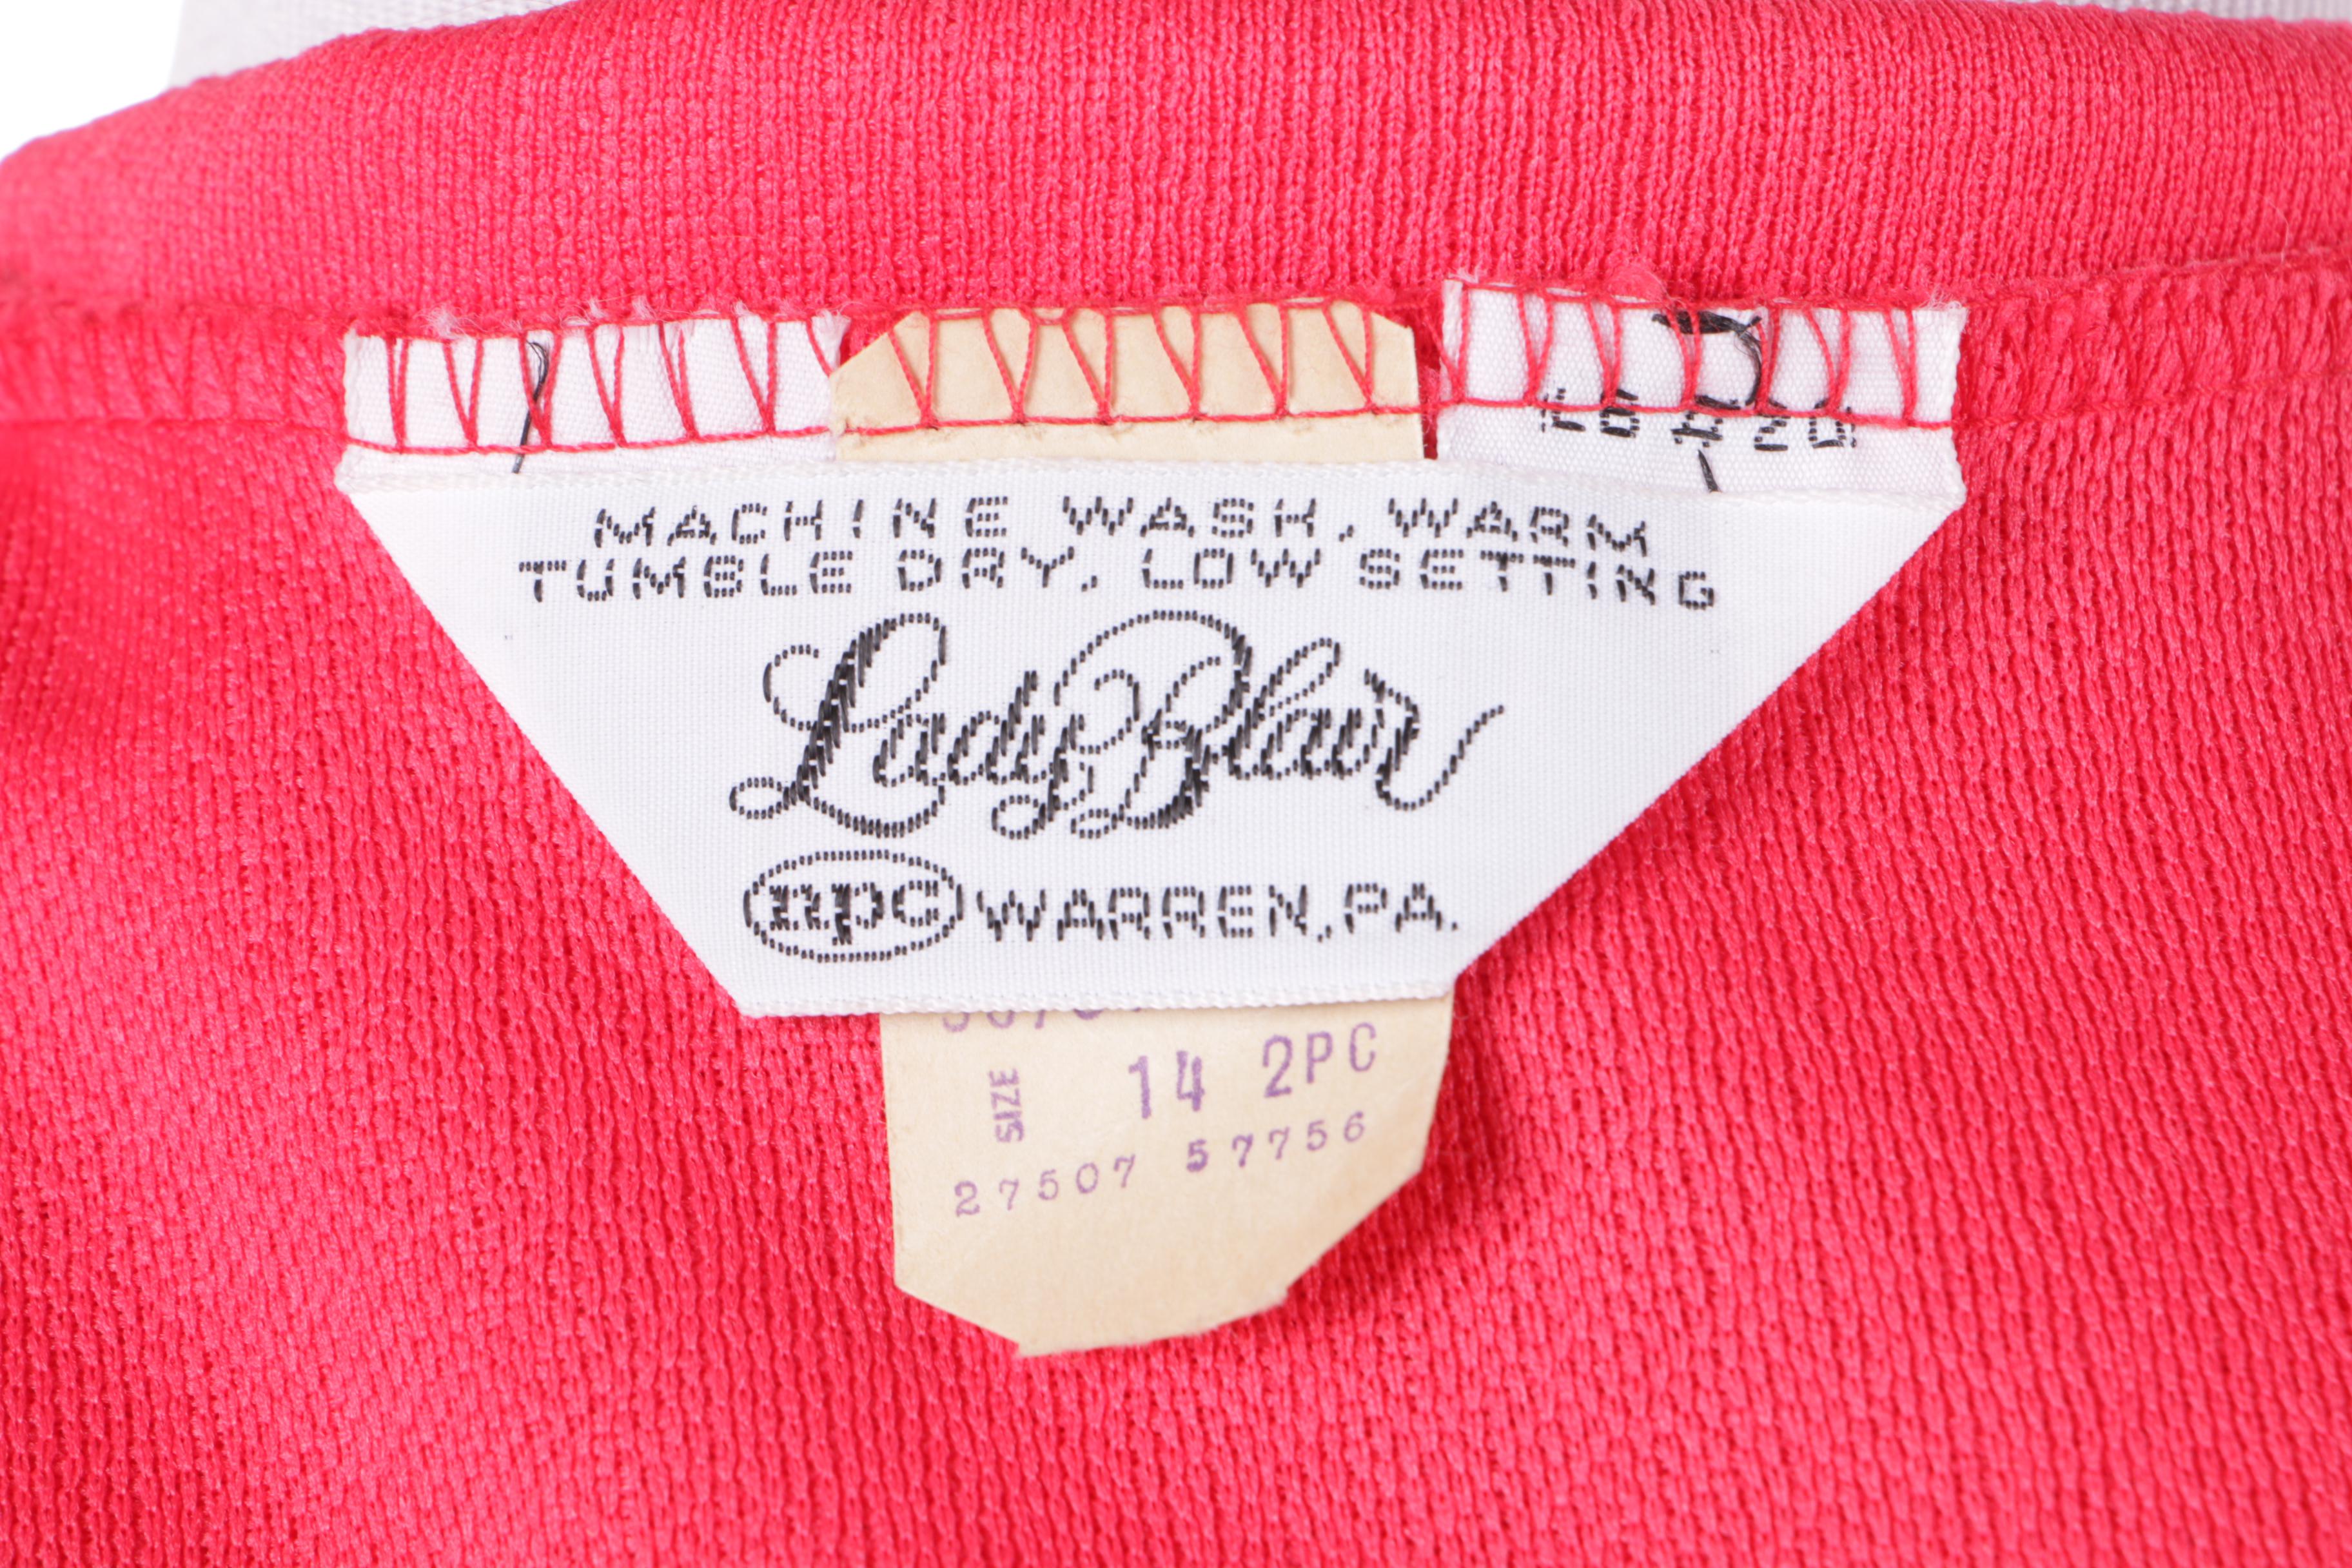 MACHINE WASH, WARM
TUMBLE DRY, LOW SETTING
Lady Blair
npc WARREN, PA.
SIZE 14 2PC
27507 57756